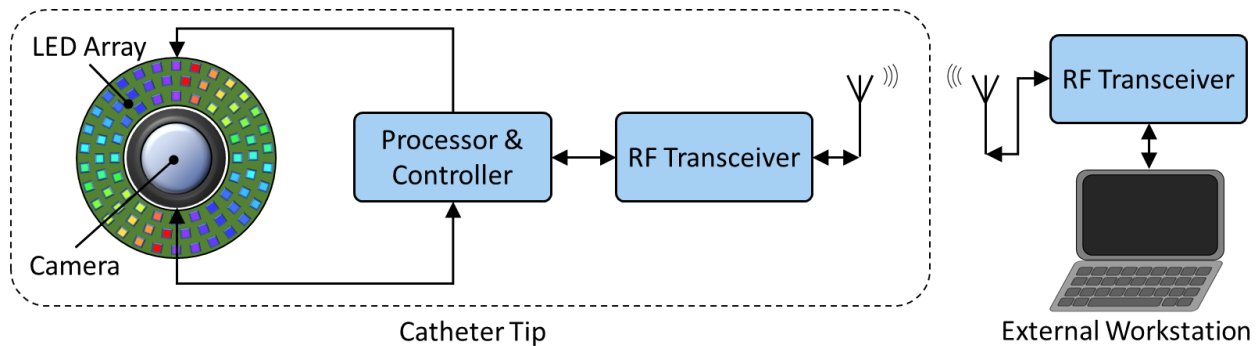 LED Array
Camera
Processor &
Controller
RF Transceiver
Catheter Tip
RF Transceiver
External Workstation